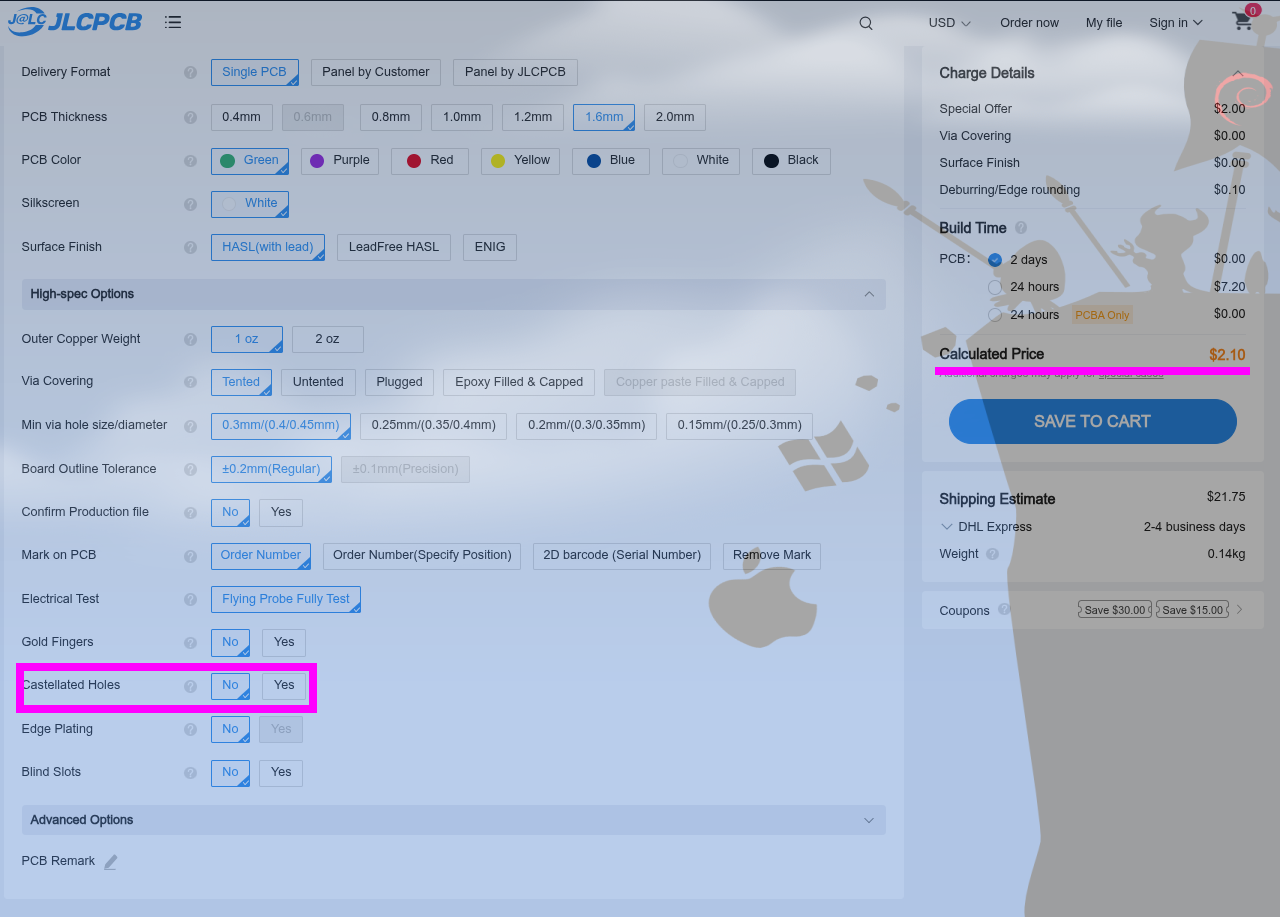 J@LC JLCPCB
USD Order now My file Sign in 0
Delivery Format ? Single PCB Panel by Customer Panel by JLCPCB
PCB Thickness ? 0.4mm 0.6mm 0.8mm 1.0mm 1.2mm 1.6mm 2.0mm
PCB Color ? Green Purple Red Yellow Blue White Black
Silkscreen ? White
Surface Finish ? HASL(with lead) LeadFree HASL ENIG
High-spec Options
Outer Copper Weight ? 1 oz 2 oz
Via Covering ? Tented Untented Plugged Epoxy Filled & Capped Copper paste Filled & Capped
Min via hole size/diameter ? 0.3mm/(0.4/0.45mm) 0.25mm/(0.35/0.4mm) 0.2mm/(0.3/0.35mm) 0.15mm/(0.25/0.3mm)
Board Outline Tolerance ? ±0.2mm(Regular) ±0.1mm(Precision)
Confirm Production file ? No Yes
Mark on PCB ? Order Number Order Number(Specify Position) 2D barcode (Serial Number) Remove Mark
Electrical Test ? Flying Probe Fully Test
Gold Fingers ? No Yes
Castellated Holes ? No Yes
Edge Plating ? No Yes
Blind Slots ? No Yes
Advanced Options
PCB Remark
Charge Details
Special Offer $2.00
Via Covering $0.00
Surface Finish $0.00
Deburring/Edge rounding $0.10
Build Time ?
PCB: 2 days $0.00
24 hours $7.20
24 hours PCBA Only $0.00
Calculated Price $2.10
Additional charges may apply for special cases
SAVE TO CART
Shipping Estimate $21.75
DHL Express 2-4 business days
Weight ? 0.14kg
Coupons ? Save $30.00 Save $15.00